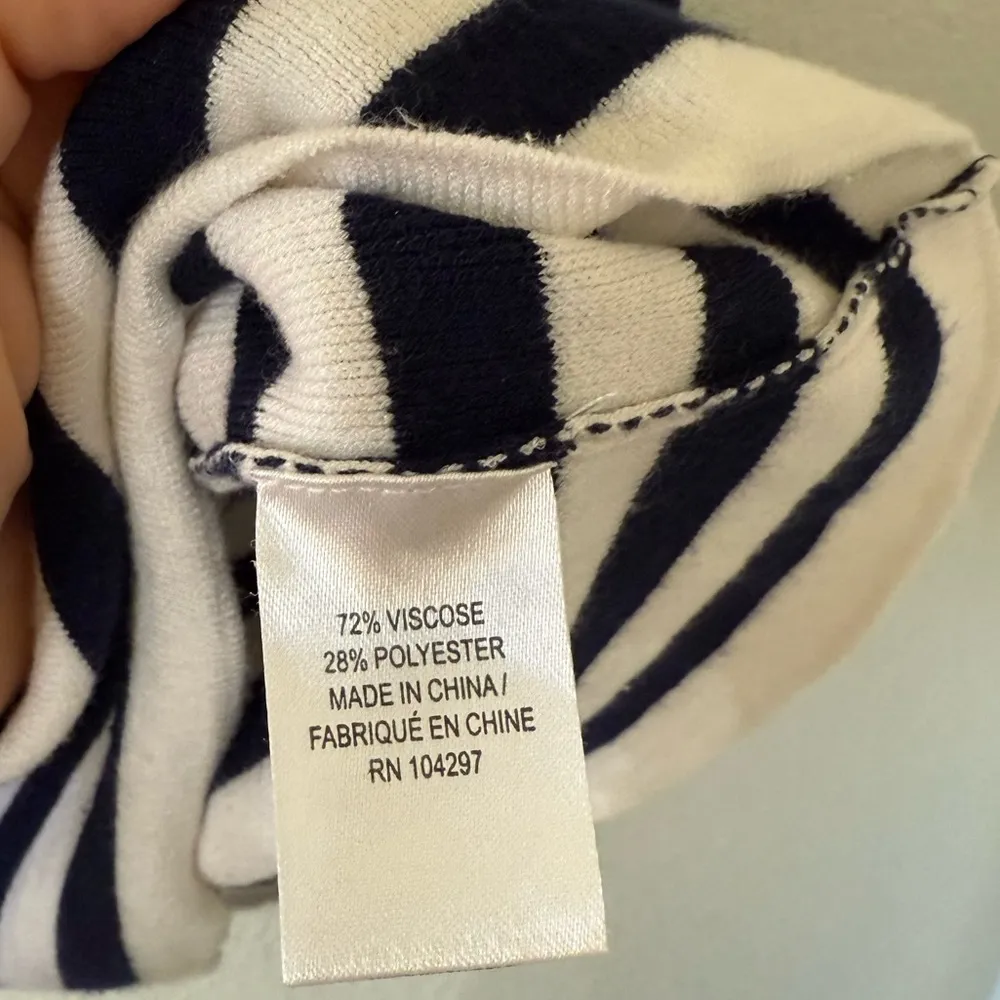 72% VISCOSE
28% POLYESTER
MADE IN CHINA /
FABRIQUÉ EN CHINE
RN 104297